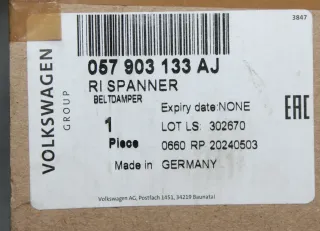 3847
VOLKSWAGEN
GROUP
057 903 133 AJ
RI SPANNER
BELTDAMPER
Expiry date: NONE
1
Piece
LOT LS: 302670
0660 RP 20240503
Made in GERMANY
EAC
Volkswagen AG, Postfach 1451, 34219 Baunatal